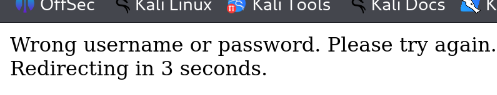 OffSec Kali Linux Kali Tools Kali Docs K
Wrong username or password. Please try again.
Redirecting in 3 seconds.